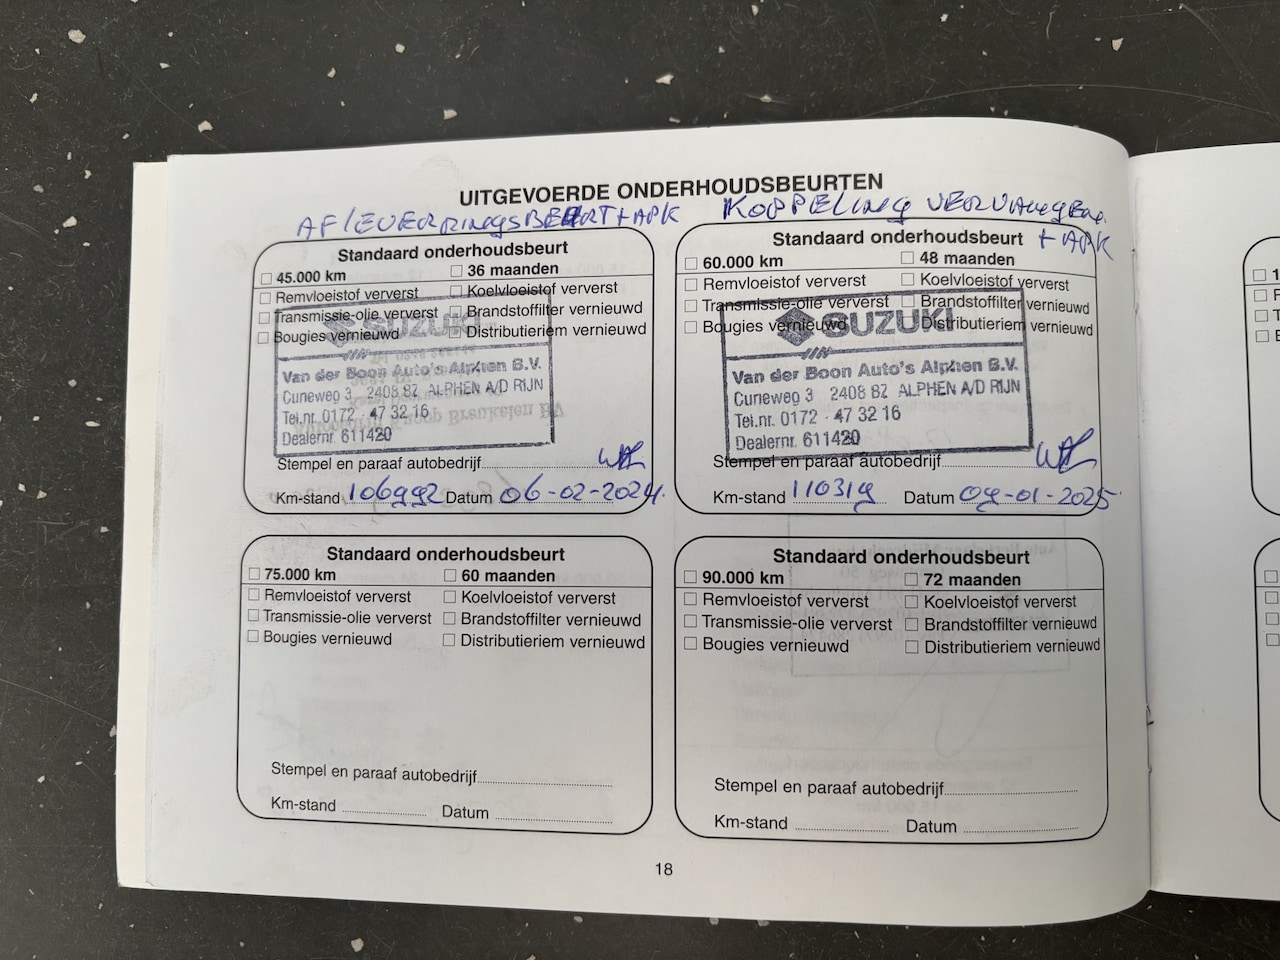 UITGEVOERDE ONDERHOUDSBEURTEN
AFLEVERRINGSBEURT + APK
KOPPELING VERVANGEN
+ APK
Standaard onderhoudsbeurt
45.000 km 36 maanden
Remvloeistof ververst Koelvloeistof ververst
Transmissie-olie ververst Brandstoffilter vernieuwd
Bougies vernieuwd Distributieriem vernieuwd
SUZUKI
Van der Boon Auto's Alphen B.V.
Cunieweg 3 2408 BZ ALPHEN A/D RIJN
Tel.nr. 0172 - 47 32 16
Dealernr. 611420
Stempel en paraaf autobedrijf
Km-stand 106992 Datum 06-02-2024
Standaard onderhoudsbeurt
60.000 km 48 maanden
Remvloeistof ververst Koelvloeistof ververst
Transmissie-olie ververst Brandstoffilter vernieuwd
Bougies vernieuwd Distributieriem vernieuwd
SUZUKI
Van der Boon Auto's Alphen B.V.
Cunieweg 3 2408 BZ ALPHEN A/D RIJN
Tel.nr. 0172 - 47 32 16
Dealernr. 611420
Stempel en paraaf autobedrijf
Km-stand 110319 Datum 09-01-2025
Standaard onderhoudsbeurt
75.000 km 60 maanden
Remvloeistof ververst Koelvloeistof ververst
Transmissie-olie ververst Brandstoffilter vernieuwd
Bougies vernieuwd Distributieriem vernieuwd
Stempel en paraaf autobedrijf
Km-stand Datum
Standaard onderhoudsbeurt
90.000 km 72 maanden
Remvloeistof ververst Koelvloeistof ververst
Transmissie-olie ververst Brandstoffilter vernieuwd
Bougies vernieuwd Distributieriem vernieuwd
Stempel en paraaf autobedrijf
Km-stand Datum
18